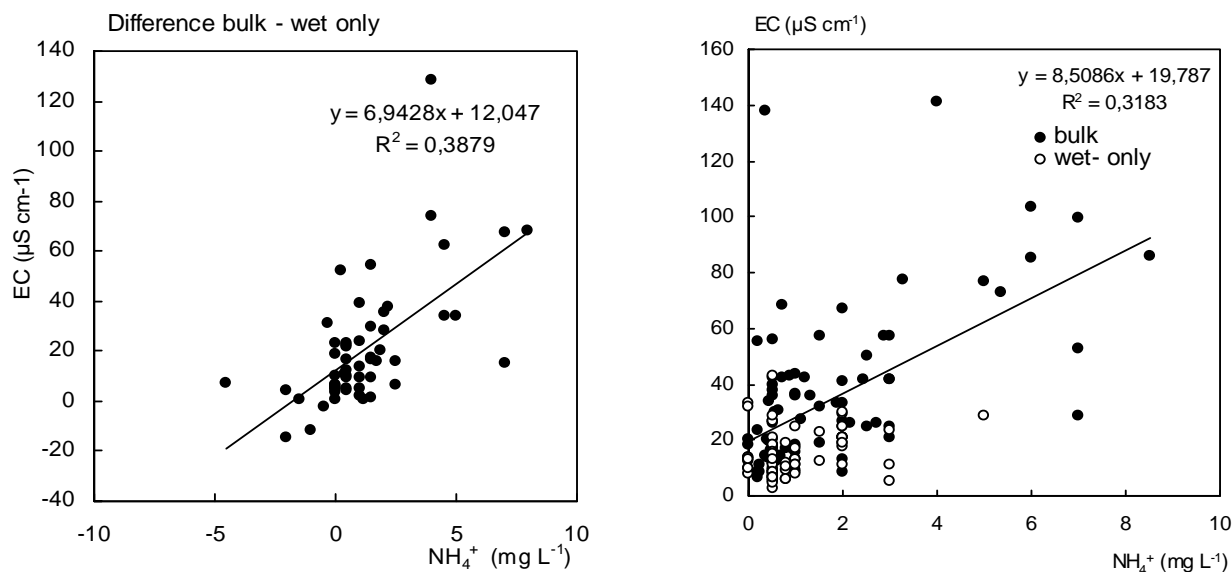 Difference bulk - wet only
EC (µS cm-1)
140
120
100
80
60
40
20
0
-20
-40
y = 6,9428x + 12,047
R² = 0,3879
-10
-5
0
5
10
NH₄⁺ (mg L⁻¹)
EC (µS cm⁻¹)
160
140
120
100
80
60
40
20
0
y = 8,5086x + 19,787
R² = 0,3183
bulk
wet- only
0
2
4
6
8
10
NH₄⁺ (mg L⁻¹)